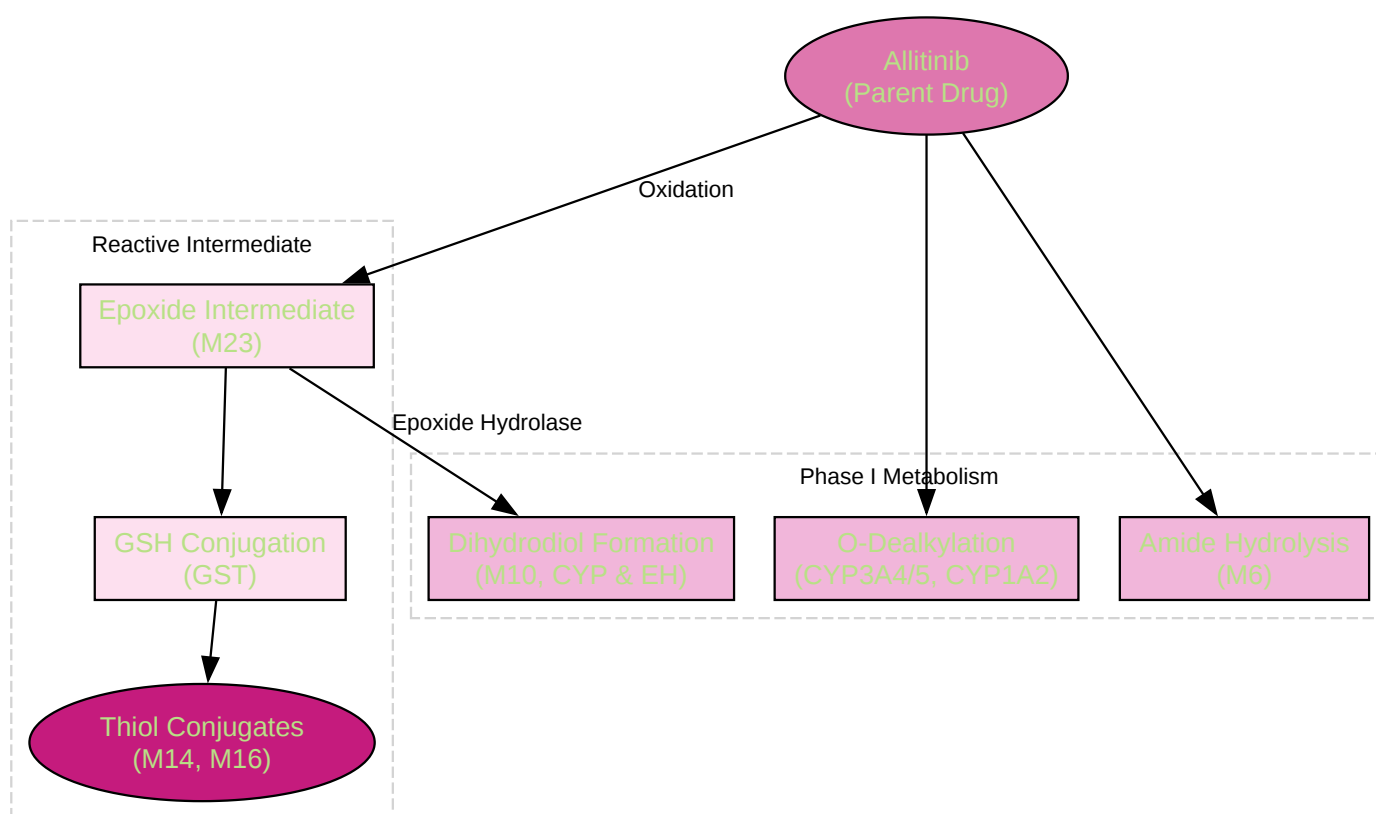 Allitinib
(Parent Drug)
Oxidation
Reactive Intermediate
Epoxide Intermediate
(M23)
Epoxide Hydrolase
Phase I Metabolism
GSH Conjugation
(GST)
Dihydrodiol Formation
(M10, CYP & EH)
O-Dealkylation
(CYP3A4/5, CYP1A2)
Amide Hydrolysis
(M6)
Thiol Conjugates
(M14, M16)